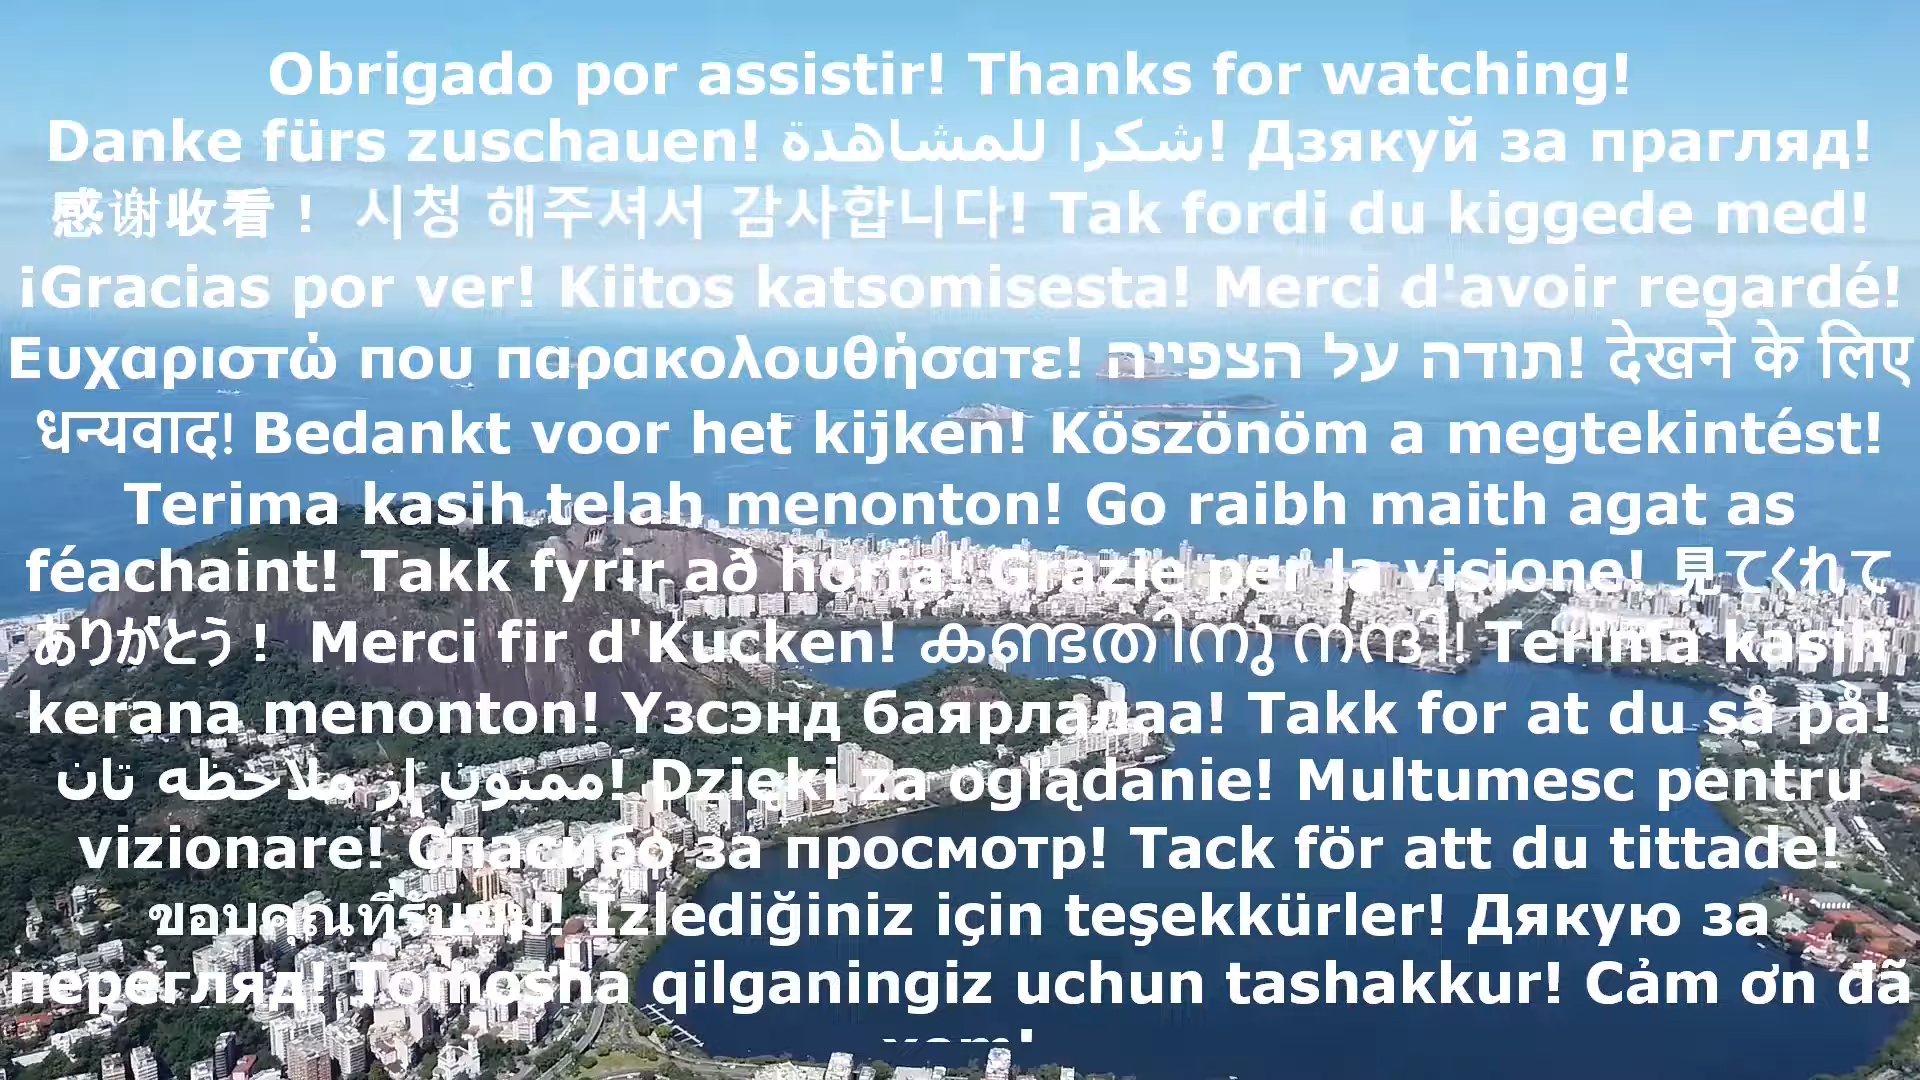 Obrigado por assistir! Thanks for watching!
Danke fürs zuschauen! شكرا للمشاهدة! Дзякуй за прагляд!
感谢收看！ 시청 해주셔서 감사합니다! Tak fordi du kiggede med!
¡Gracias por ver! Kiitos katsomisesta! Merci d'avoir regardé!
Ευχαριστώ που παρακολουθήσατε! תודה על הצפייה! देखने के लिए
धन्यवाद! Bedankt voor het kijken! Köszönöm a megtekintést!
Terima kasih telah menonton! Go raibh maith agat as
féachaint! Takk fyrir að horfa! Grazie per la visione! 見てくれて
ありがとう！ Merci fir d'Kucken! കണ്ടതിനു നന്ദി! Terima kasih
kerana menonton! Үзсэнд баярлалаа! Takk for at du så på!
ممنون از ملاحظه تان! Dzięki za oglądanie! Multumesc pentru
vizionare! Спасибо за просмотр! Tack för att du tittade!
ขอบคุณที่รับชม! Izlediğiniz için teşekkürler! Дякую за
перегляд! Tomosha qilganingiz uchun tashakkur! Cảm ơn đã
xem!